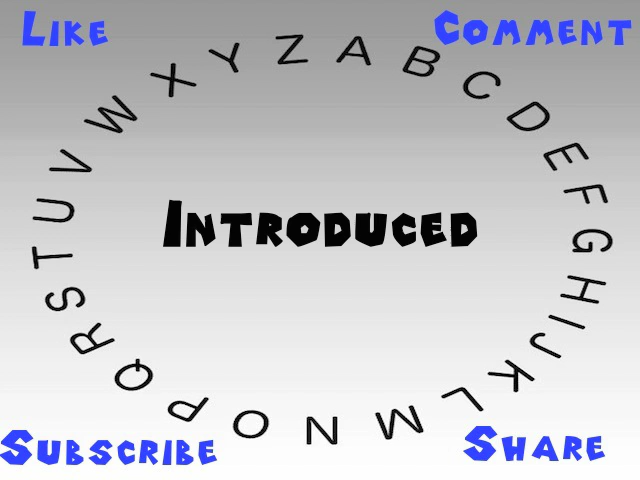 Like
Comment
A B C D E F G H I J K L M N O P Q R S T U V W X Y Z
Introduced
Subscribe
Share